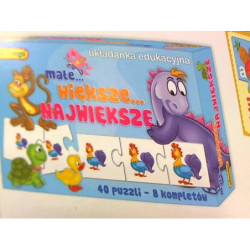 układanka edukacyjna
małe...
większe...
NAJWIĘKSZE
40 puzzli - 8 kompletów